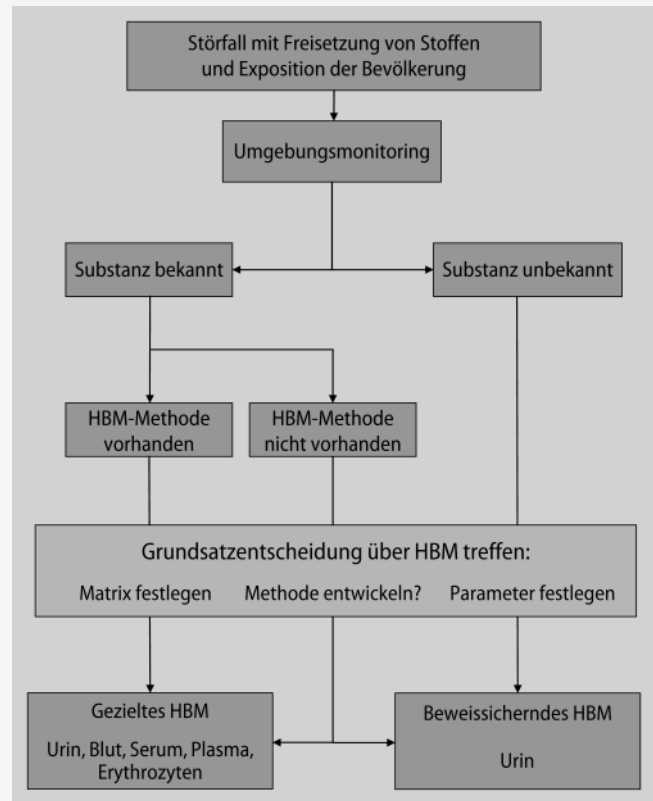 Störfall mit Freisetzung von Stoffen
und Exposition der Bevölkerung
Umgebungsmonitoring
Substanz bekannt
Substanz unbekannt
HBM-Methode
vorhanden
HBM-Methode
nicht vorhanden
Grundsatzentscheidung über HBM treffen:
Matrix festlegen
Methode entwickeln?
Parameter festlegen
Gezieltes HBM
Urin, Blut, Serum, Plasma,
Erythrozyten
Beweissicherndes HBM
Urin